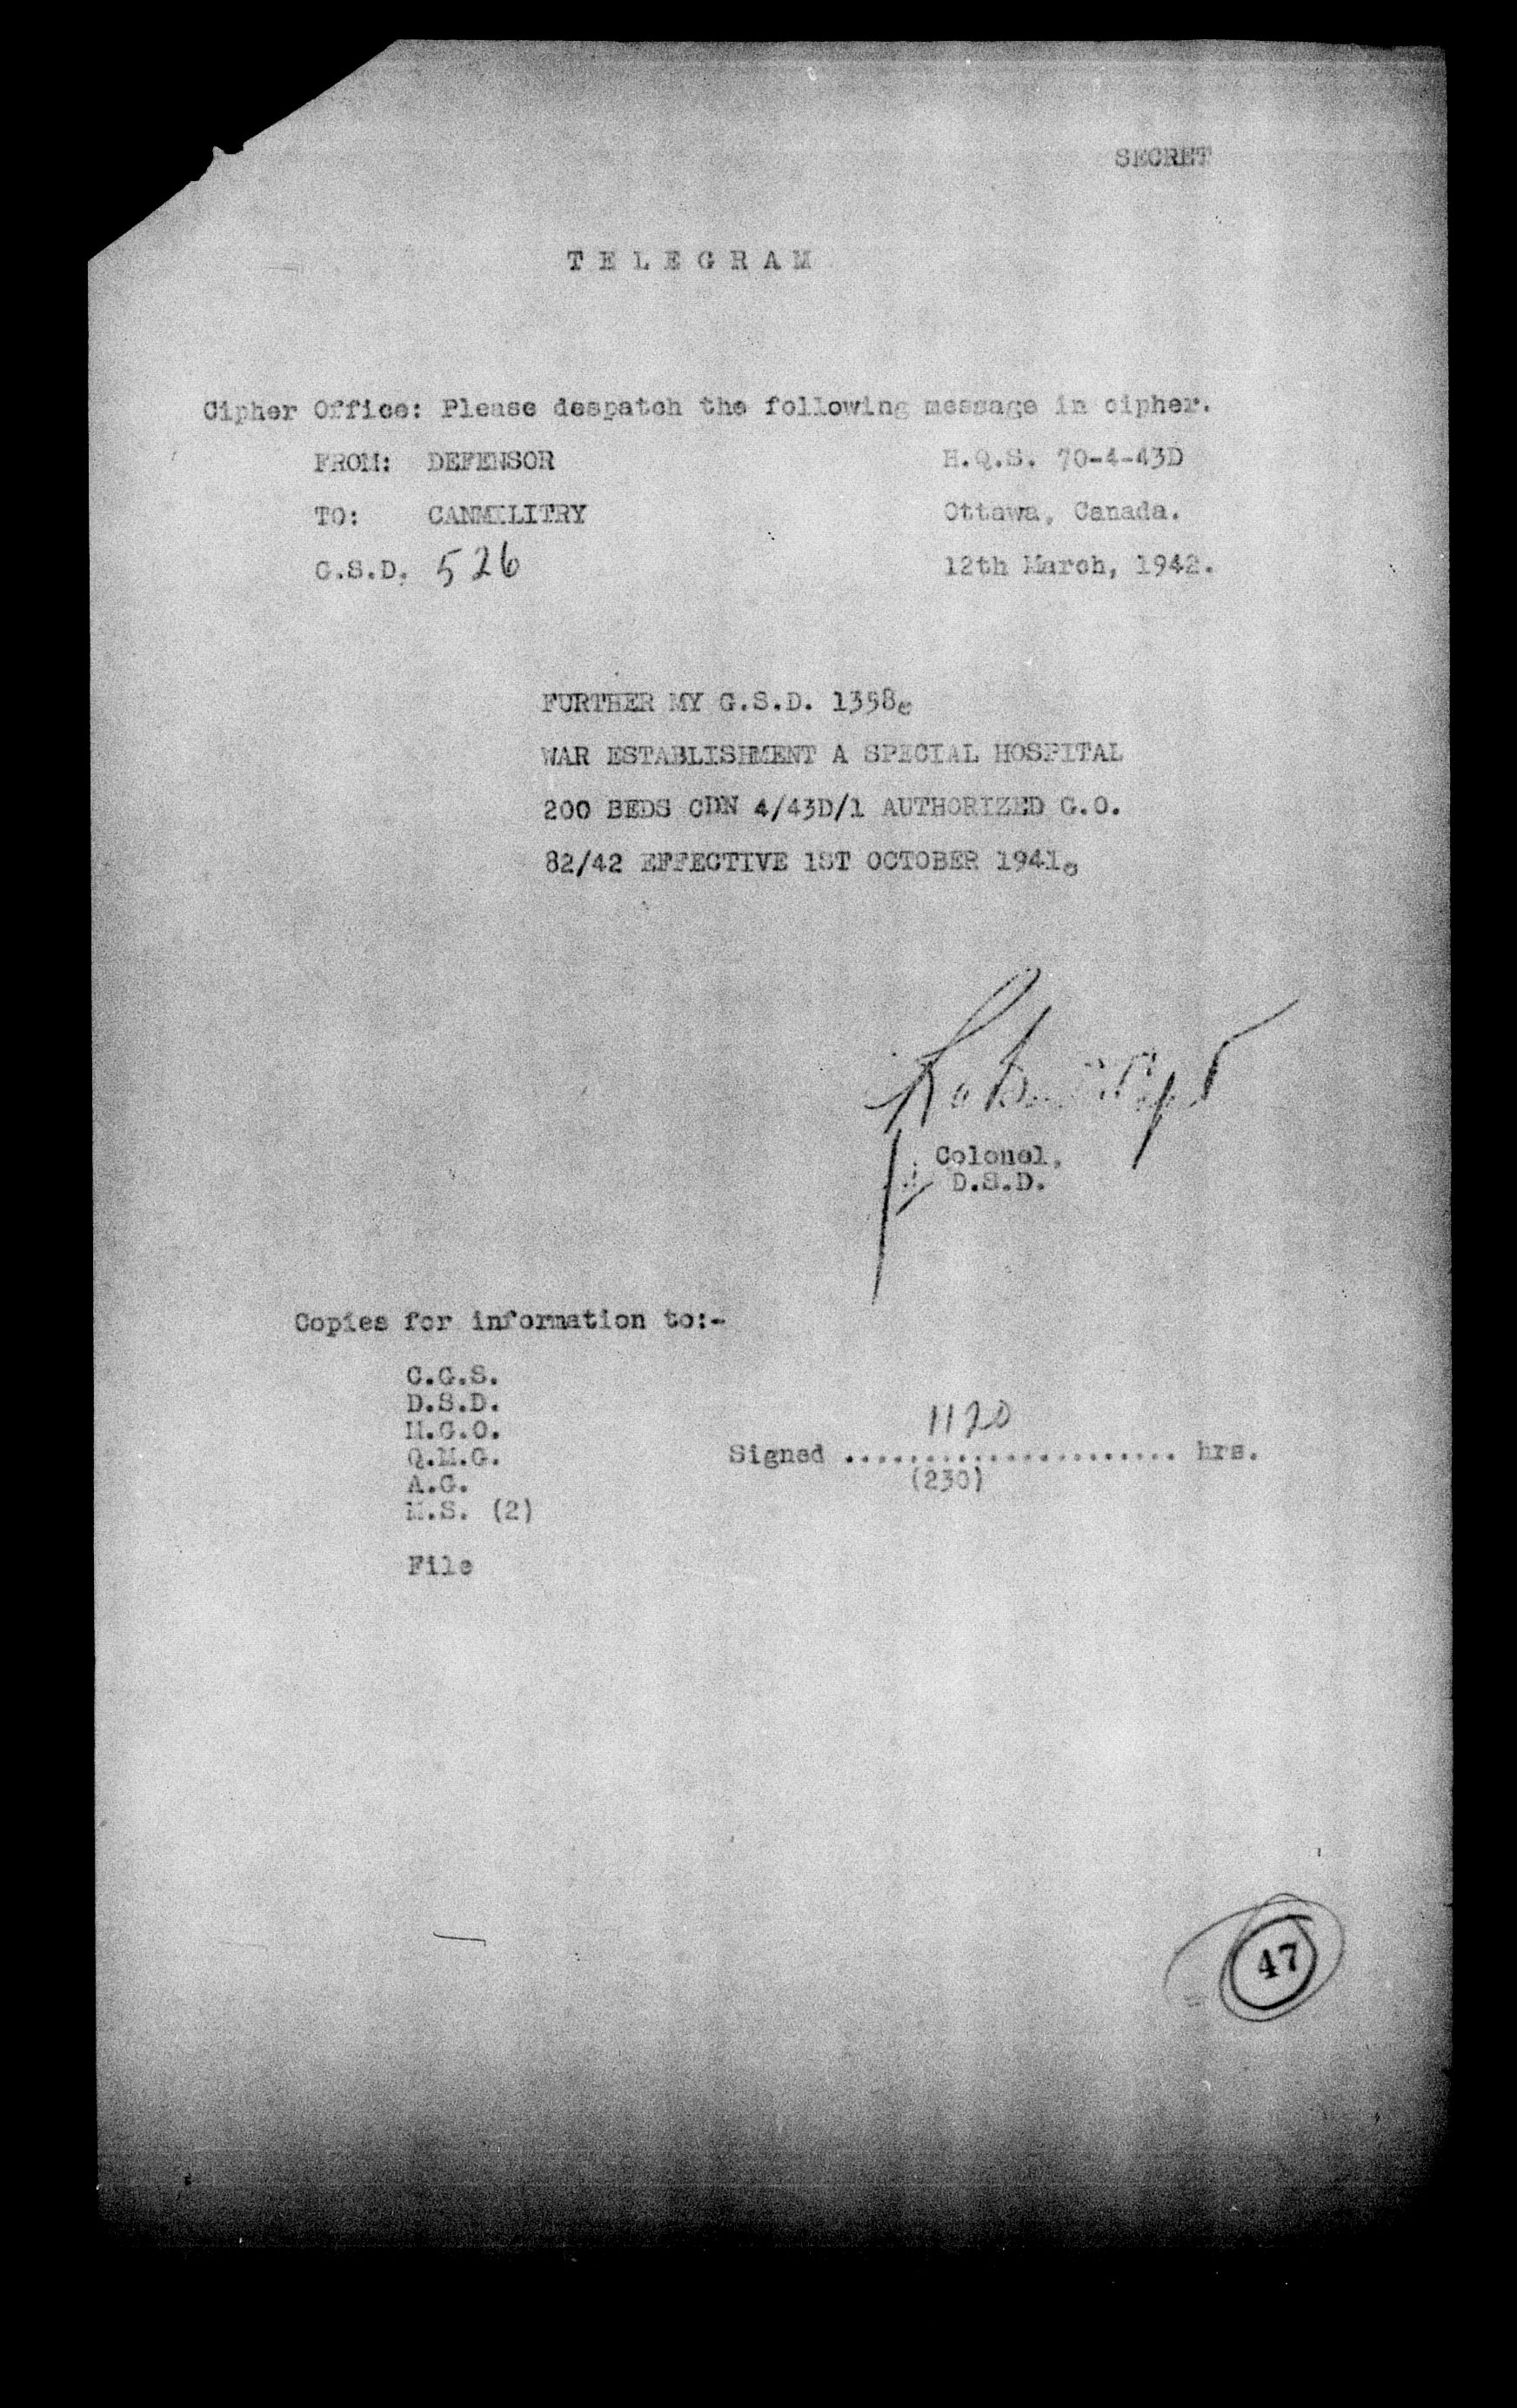 SECRET
T E L E G R A M
Cipher Office: Please despatch the following message in cipher.
FROM: DEFENSOR H.Q.S. 70-4-43D
TO: CANMILITRY Ottawa, Canada.
G.S.D. 526 12th March, 1942.
FURTHER MY G.S.D. 1358.
WAR ESTABLISHMENT A SPECIAL HOSPITAL
200 BEDS CDN 4/43D/1 AUTHORIZED G.O.
82/42 EFFECTIVE 1ST OCTOBER 1941.
Colonel,
D.S.D.
Copies for information to:-
C.G.S.
D.S.D.
M.G.O.
Q.M.G.
A.G.
M.S. (2)
File
1120
Signed ..................... hrs.
(230)
47